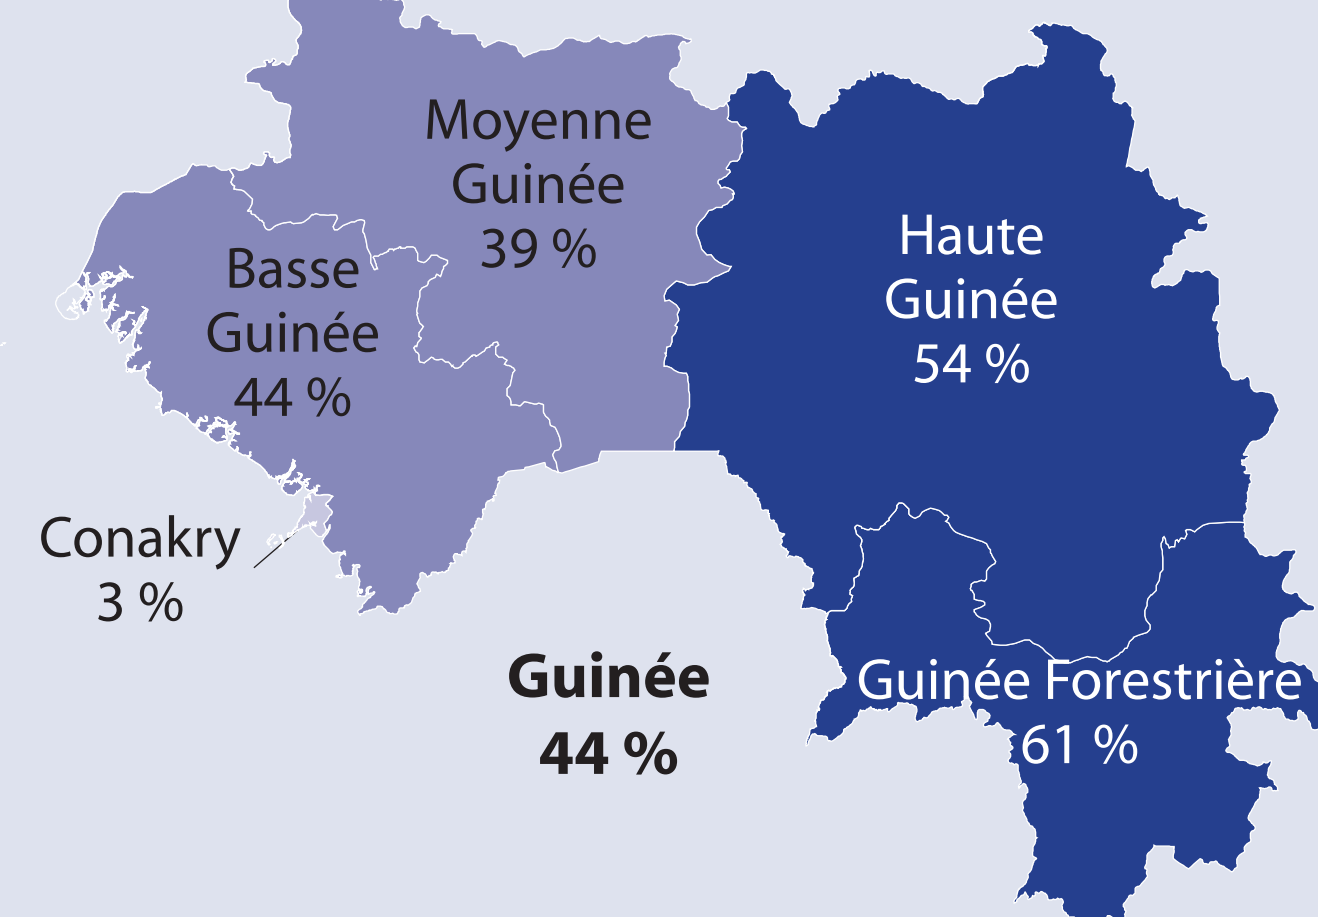 Moyenne
Guinée
39 %
Basse
Guinée
44 %
Haute
Guinée
54 %
Conakry
3 %
Guinée
44 %
Guinée Forestrière
61 %